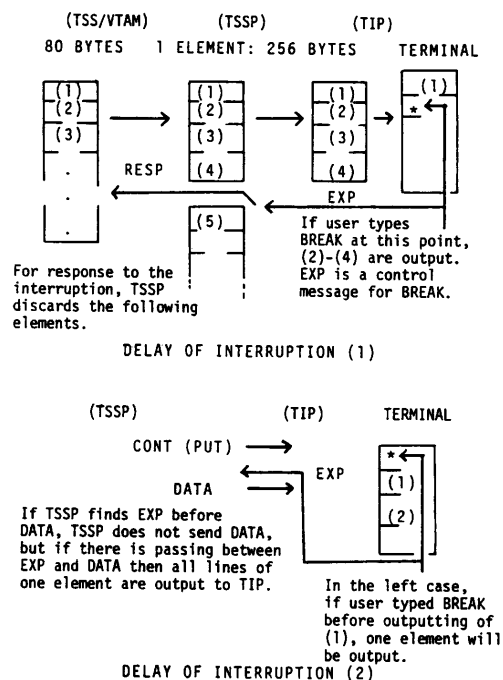 (TSS/VTAM) (TSSP) (TIP)
80 BYTES 1 ELEMENT: 256 BYTES TERMINAL
(1) (1) (1) (1)
(2) (2) (2) *
(3) (3) (3)
(4) (4)
RESP EXP
(5)
If user types
BREAK at this point,
(2)-(4) are output.
EXP is a control
message for BREAK.
For response to the
interruption, TSSP
discards the following
elements.
DELAY OF INTERRUPTION (1)
(TSSP) (TIP) TERMINAL
CONT (PUT) *
EXP (1)
DATA (2)
If TSSP finds EXP before
DATA, TSSP does not send DATA,
but if there is passing between
EXP and DATA then all lines of
one element are output to TIP.
In the left case,
if user typed BREAK
before outputting of
(1), one element will
be output.
DELAY OF INTERRUPTION (2)